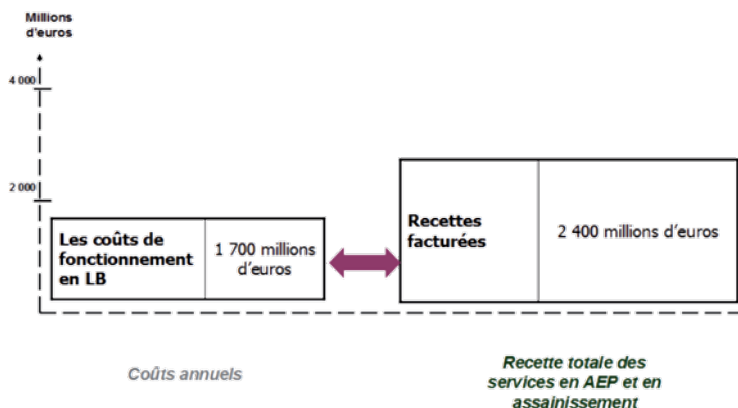 Millions
d'euros
4 000
2 000
Les coûts de
fonctionnement
en LB
1 700 millions
d'euros
Recettes
facturées
2 400 millions d'euros
Coûts annuels
Recette totale des
services en AEP et en
assainissement